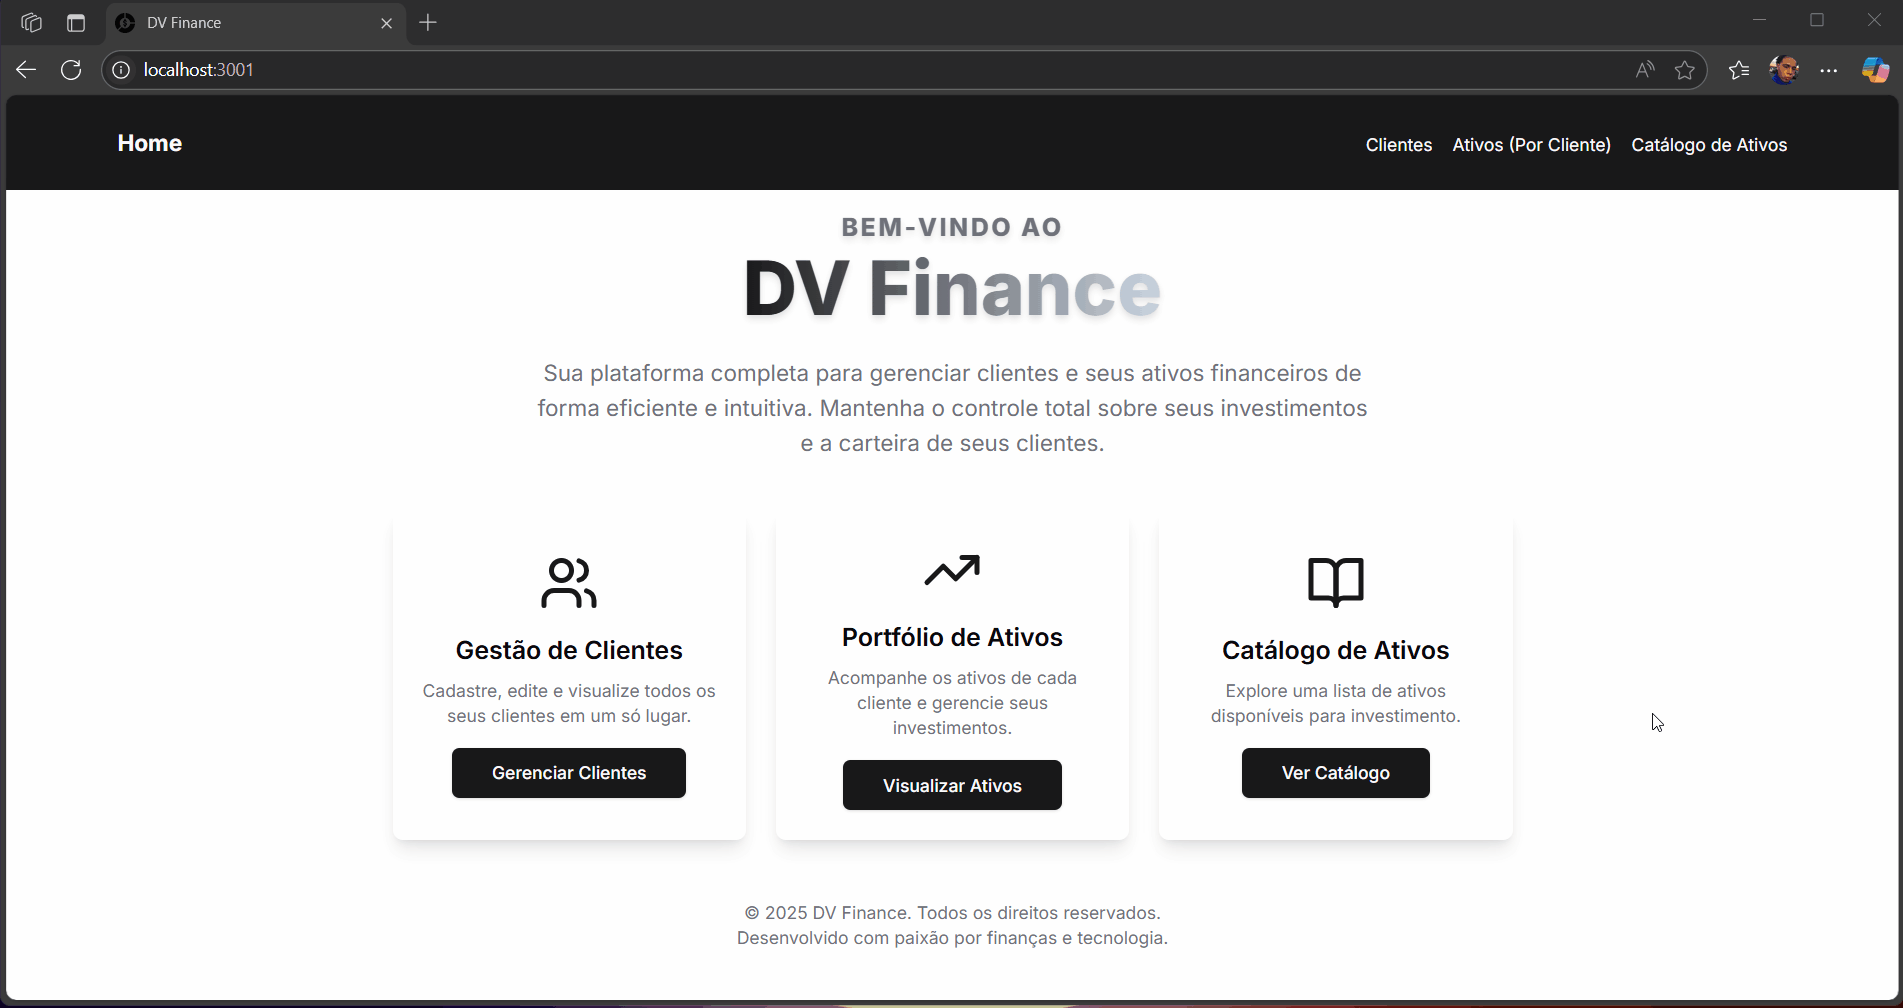 DV Finance
localhost:3001
Home
Clientes
Ativos (Por Cliente)
Catálogo de Ativos
BEM-VINDO AO
DV Finance
Sua plataforma completa para gerenciar clientes e seus ativos financeiros de
forma eficiente e intuitiva. Mantenha o controle total sobre seus investimentos
e a carteira de seus clientes.
Gestão de Clientes
Cadastre, edite e visualize todos os
seus clientes em um só lugar.
Gerenciar Clientes
Portfólio de Ativos
Acompanhe os ativos de cada
cliente e gerencie seus
investimentos.
Visualizar Ativos
Catálogo de Ativos
Explore uma lista de ativos
disponíveis para investimento.
Ver Catálogo
© 2025 DV Finance. Todos os direitos reservados.
Desenvolvido com paixão por finanças e tecnologia.